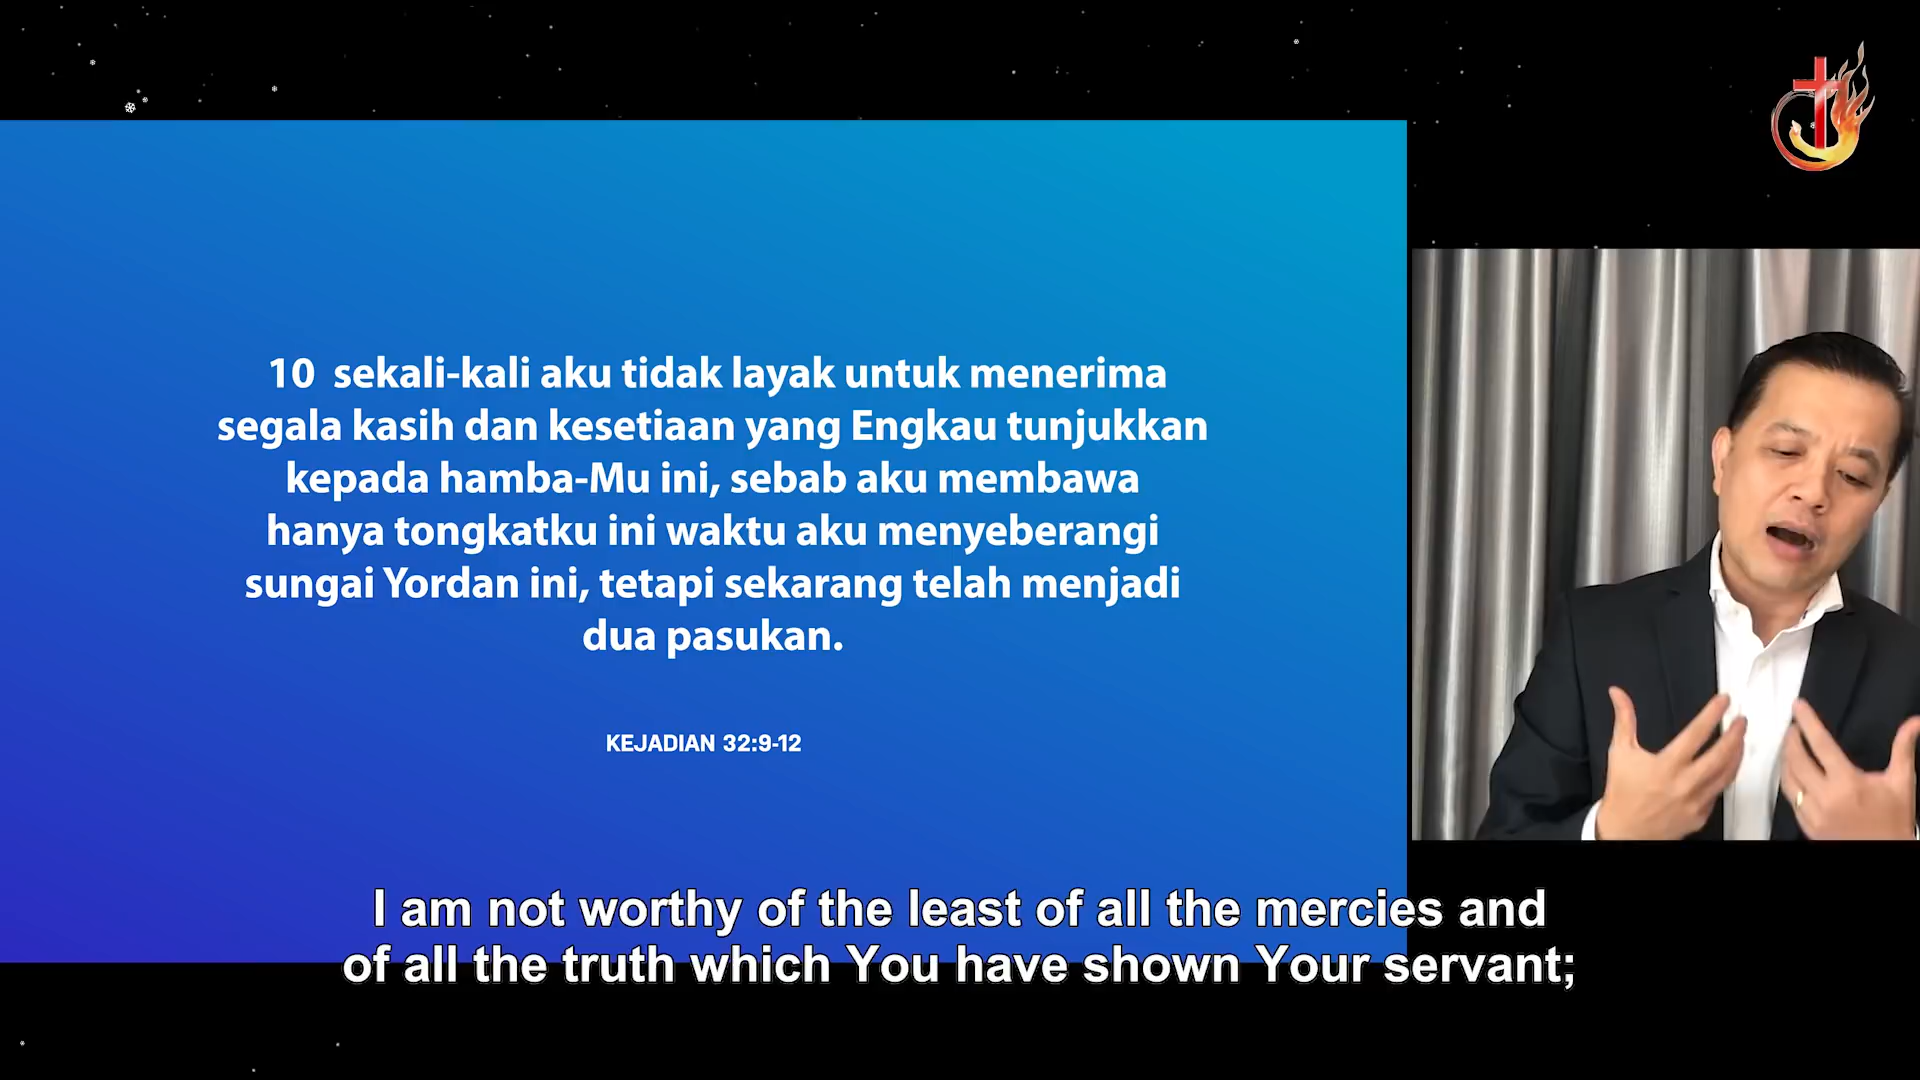 10 sekali-kali aku tidak layak untuk menerima
segala kasih dan kesetiaan yang Engkau tunjukkan
kepada hamba-Mu ini, sebab aku membawa
hanya tongkatku ini waktu aku menyeberangi
sungai Yordan ini, tetapi sekarang telah menjadi
dua pasukan.
KEJADIAN 32:9-12
I am not worthy of the least of all the mercies and
of all the truth which You have shown Your servant;